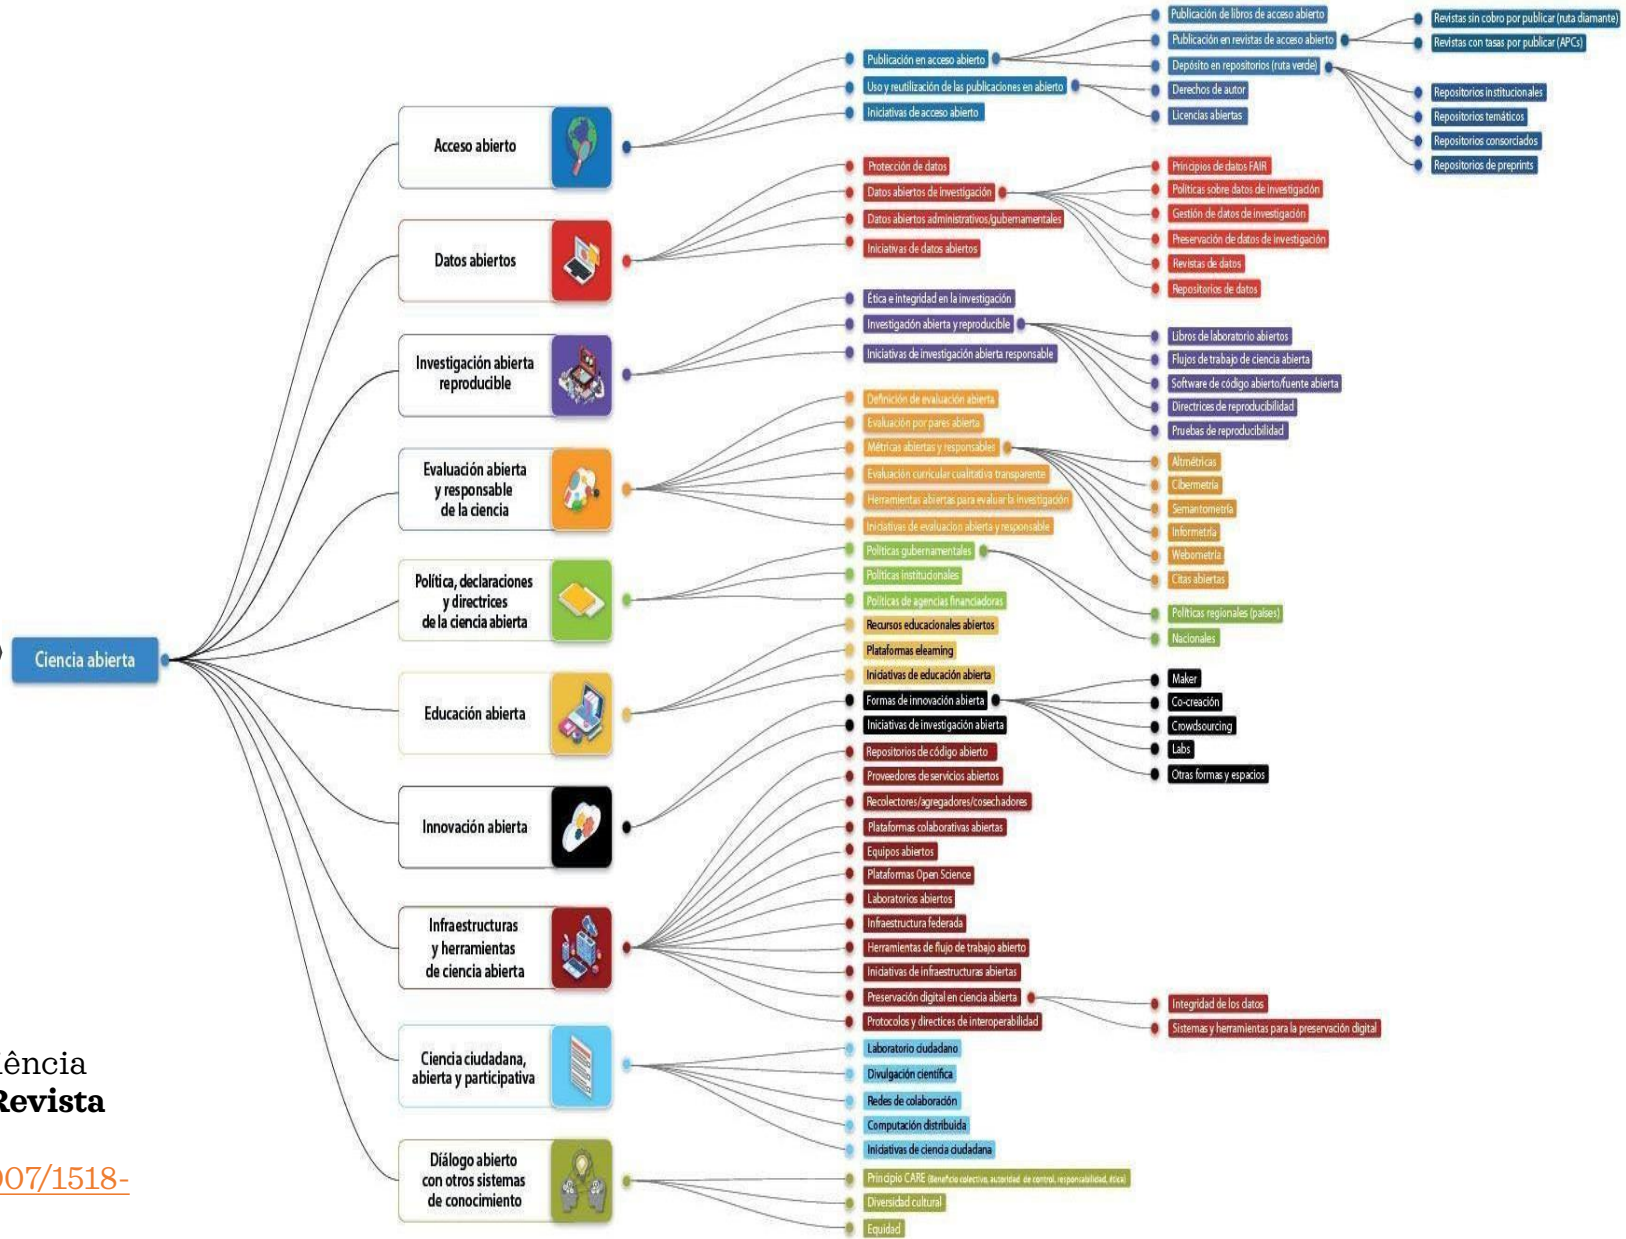 Ciencia abierta
Acceso abierto
Publicación en acceso abierto
Publicación de libros de acceso abierto
Publicación en revistas de acceso abierto
Revistas sin cobro por publicar (ruta diamante)
Revistas con tasas por publicar (APCs)
Depósito en repositorios (ruta verde)
Repositorios institucionales
Repositorios temáticos
Repositorios consorciados
Repositorios de preprints
Uso y reutilización de las publicaciones en abierto
Derechos de autor
Licencias abiertas
Iniciativas de acceso abierto
Datos abiertos
Protección de datos
Datos abiertos de investigación
Principios de datos FAIR
Políticas sobre datos de investigación
Gestión de datos de investigación
Preservación de datos de investigación
Revistas de datos
Repositorios de datos
Datos abiertos administrativos/gubernamentales
Iniciativas de datos abiertos
Investigación abierta
reproducible
Ética e integridad en la investigación
Investigación abierta y reproducible
Libros de laboratorio abiertos
Flujos de trabajo de ciencia abierta
Software de código abierto/fuente abierta
Directrices de reproducibilidad
Pruebas de reproducibilidad
Iniciativas de investigación abierta responsable
Evaluación abierta
y responsable
de la ciencia
Definición de evaluación abierta
Evaluación por pares abierta
Métricas abiertas y responsables
Altmétricas
Cibermetría
Semantometría
Informetría
Webometría
Citas abiertas
Evaluación curricular cualitativa transparente
Herramientas abiertas para evaluar la investigación
Iniciativas de evaluacion abierta y responsable
Política, declaraciones
y directrices
de la ciencia abierta
Políticas gubernamentales
Políticas regionales (países)
Nacionales
Políticas institucionales
Políticas de agencias financiadoras
Educación abierta
Recursos educacionales abiertos
Plataformas elearning
Iniciativas de educación abierta
Innovación abierta
Formas de innovación abierta
Maker
Co-creación
Crowdsourcing
Labs
Otras formas y espacios
Iniciativas de investigación abierta
Infraestructuras
y herramientas
de ciencia abierta
Repositorios de código abierto
Proveedores de servicios abiertos
Recolectores/agregadores/cosechadores
Plataformas colaborativas abiertas
Equipos abiertos
Plataformas Open Science
Laboratorios abiertos
Infraestructura federada
Herramientas de flujo de trabajo abierto
Iniciativas de infraestructuras abiertas
Preservación digital en ciencia abierta
Integridad de los datos
Sistemas y herramientas para la preservación digital
Protocolos y directices de interoperabilidad
Ciencia ciudadana,
abierta y participativa
Laboratorio ciudadano
Divulgación científica
Redes de colaboración
Computación distribuida
Iniciativas de ciencia ciudadana
Diálogo abierto
con otros sistemas
de conocimiento
Principio CARE (Beneficio colectivo, autoridad de control, responsabilidad, ética)
Diversidad cultural
Equidad
)
iência
Revista
007/1518-